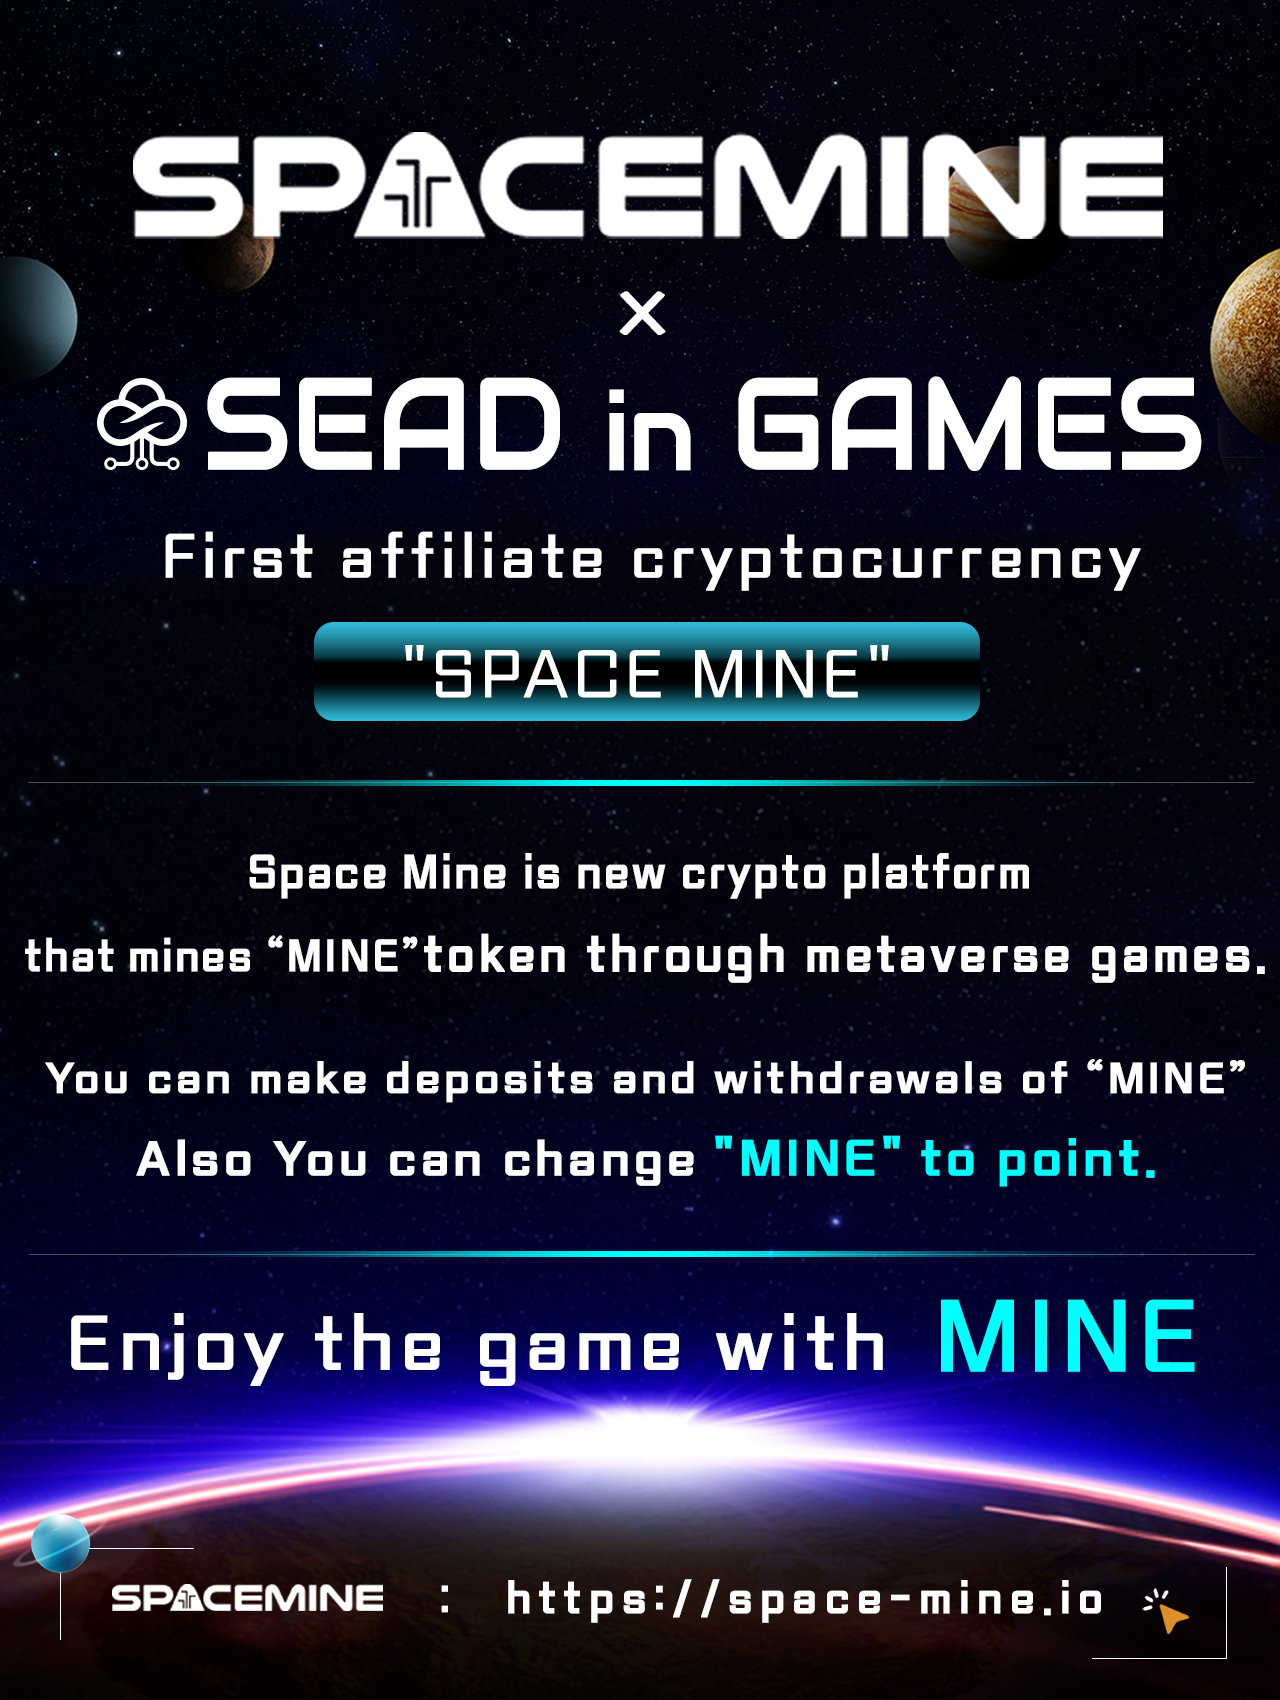 SPACEMINE
×
SEAD in GAMES
First affiliate cryptocurrency
"SPACE MINE"
Space Mine is new crypto platform
that mines “MINE”token through metaverse games.
You can make deposits and withdrawals of “MINE”
Also You can change "MINE" to point.
Enjoy the game with MINE
SPACEMINE : https://space-mine.io